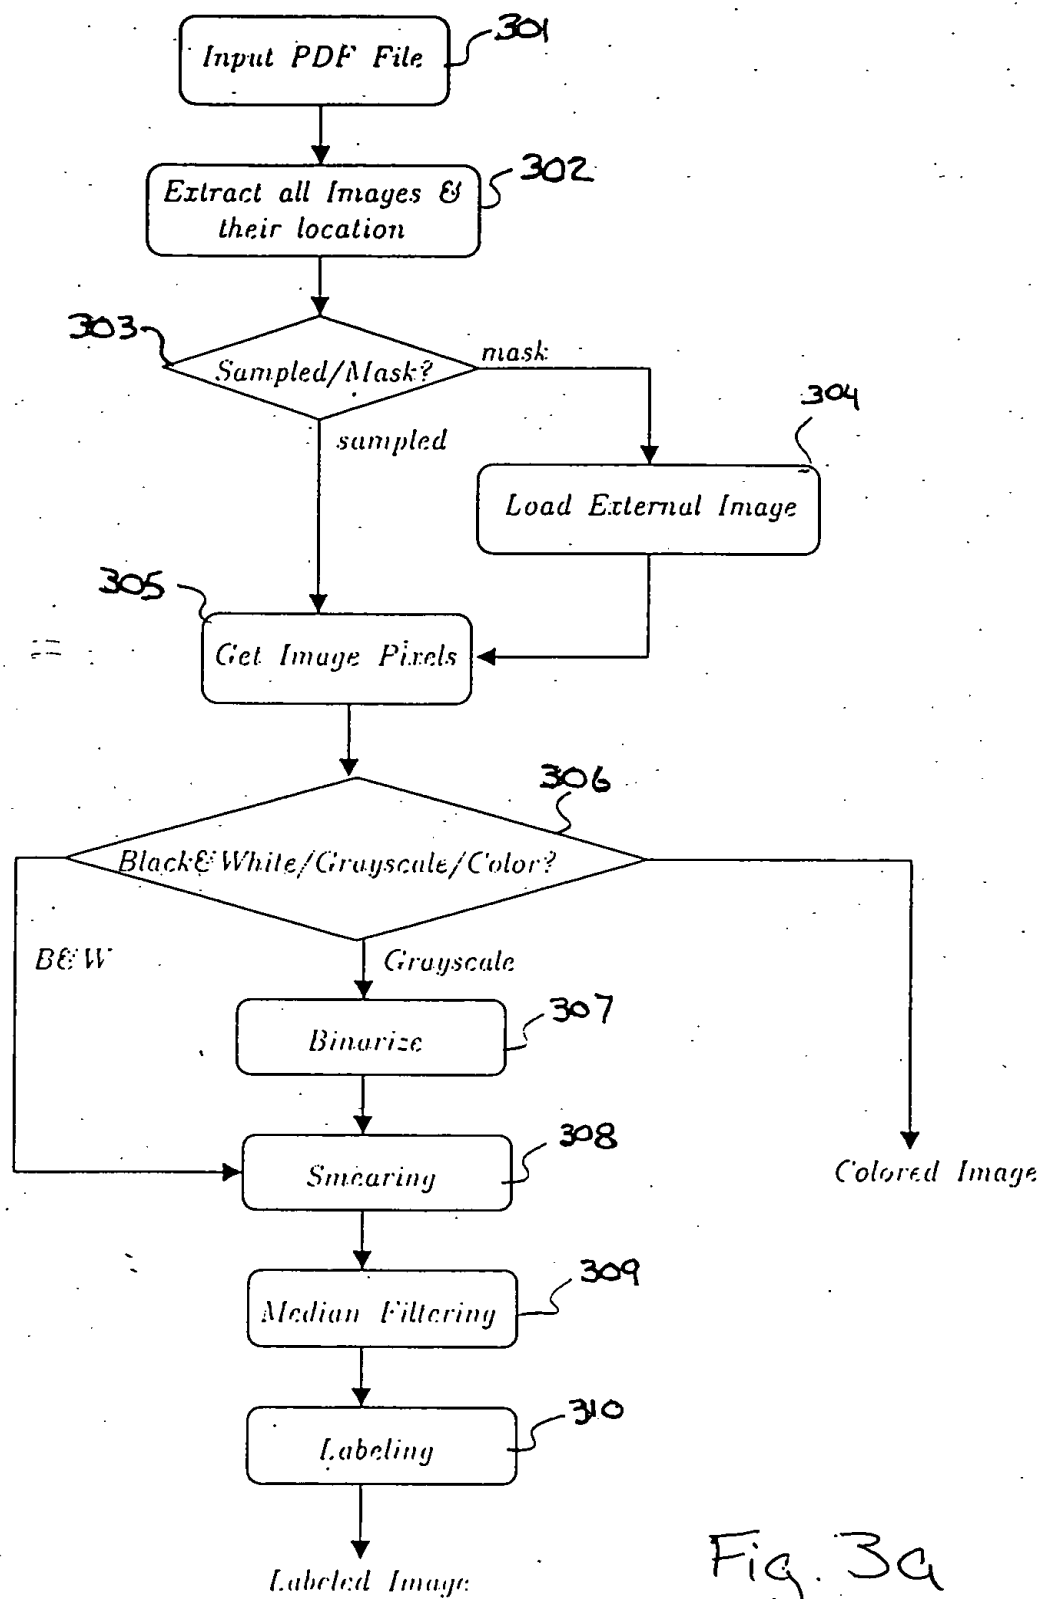 301
Input PDF File
302
Extract all Images &
their location
303
Sampled/Mask?
mask
sampled
304
Load External Image
305
Get Image Pixels
306
Black&White/Grayscale/Color?
B&W
Grayscale
307
Binarize
308
Smearing
Colored Image
309
Median Filtering
310
Labeling
Labeled Image
Fig. 3a